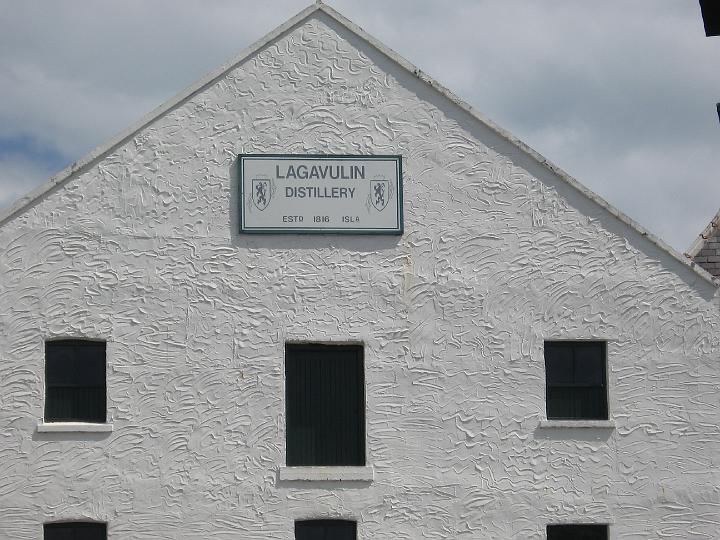 LAGAVULIN
DISTILLERY
ESTD 1816 ISLA